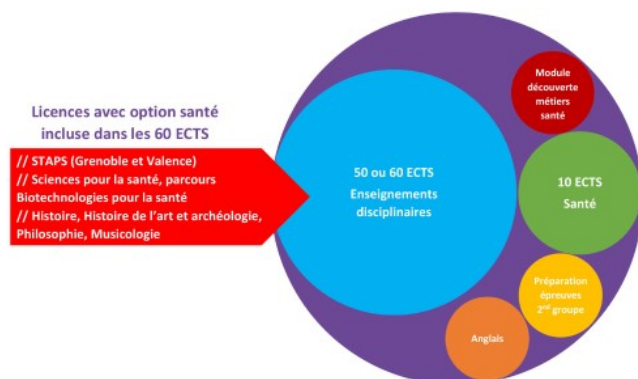 Licences avec option santé
incluse dans les 60 ECTS
// STAPS (Grenoble et Valence)
// Sciences pour la santé, parcours
Biotechnologies pour la santé
// Histoire, Histoire de l'art et archéologie,
Philosophie, Musicologie
50 ou 60 ECTS
Enseignements
disciplinaires
Module
découverte
métiers
santé
10 ECTS
Santé
Préparation
épreuves
2nd groupe
Anglais